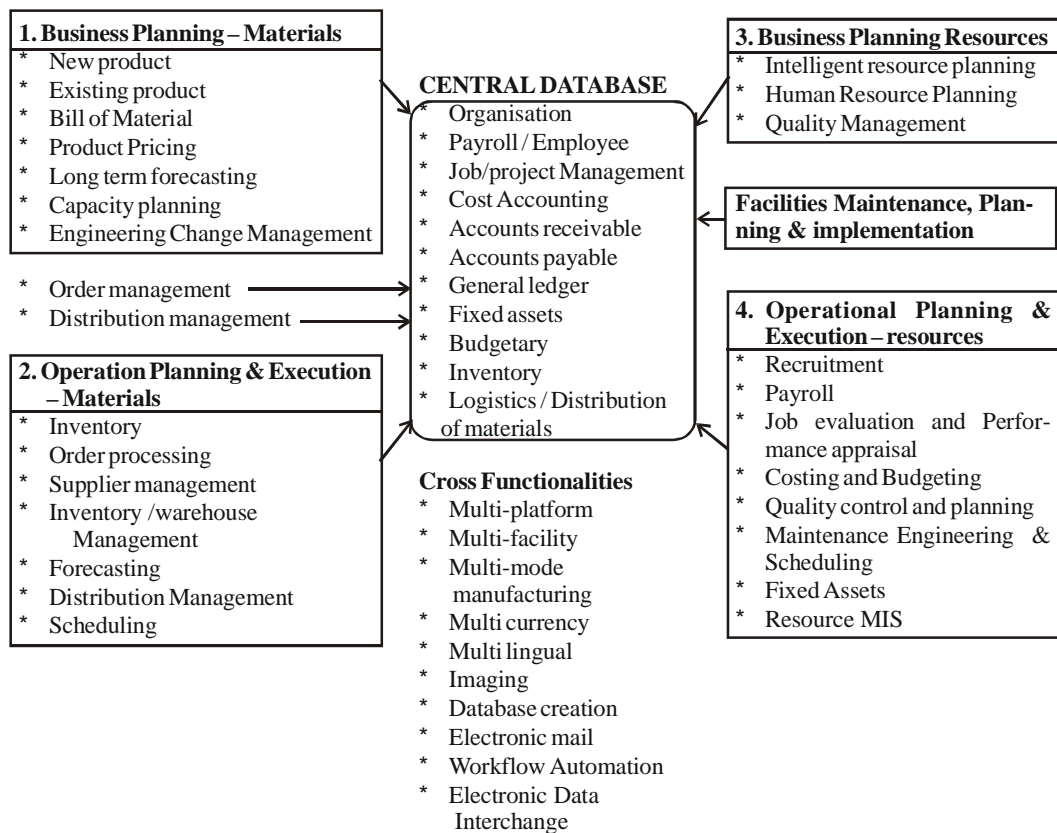 1. Business Planning – Materials
* New product
* Existing product
* Bill of Material
* Product Pricing
* Long term forecasting
* Capacity planning
* Engineering Change Management
* Order management
* Distribution management
2. Operation Planning & Execution
– Materials
* Inventory
* Order processing
* Supplier management
* Inventory /warehouse
Management
* Forecasting
* Distribution Management
* Scheduling
CENTRAL DATABASE
* Organisation
* Payroll / Employee
* Job/project Management
* Cost Accounting
* Accounts receivable
* Accounts payable
* General ledger
* Fixed assets
* Budgetary
* Inventory
* Logistics / Distribution
of materials
Cross Functionalities
* Multi-platform
* Multi-facility
* Multi-mode
manufacturing
* Multi currency
* Multi lingual
* Imaging
* Database creation
* Electronic mail
* Workflow Automation
* Electronic Data
Interchange
3. Business Planning Resources
* Intelligent resource planning
* Human Resource Planning
* Quality Management
Facilities Maintenance, Plan-
ning & implementation
4. Operational Planning &
Execution – resources
* Recruitment
* Payroll
* Job evaluation and Perfor-
mance appraisal
* Costing and Budgeting
* Quality control and planning
* Maintenance Engineering &
Scheduling
* Fixed Assets
* Resource MIS